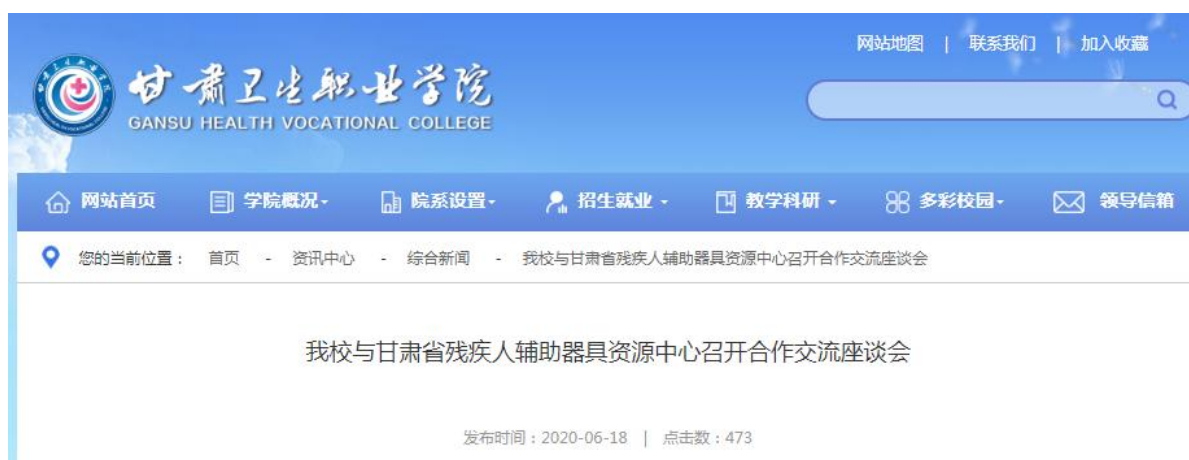 网站地图 | 联系我们 | 加入收藏
甘肃卫生职业学院
GANSU HEALTH VOCATIONAL COLLEGE
网站首页 学院概况 院系设置 招生就业 教学科研 多彩校园 领导信箱
您的当前位置： 首页 - 资讯中心 - 综合新闻 - 我校与甘肃省残疾人辅助器具资源中心召开合作交流座谈会
我校与甘肃省残疾人辅助器具资源中心召开合作交流座谈会
发布时间：2020-06-18 | 点击数：473